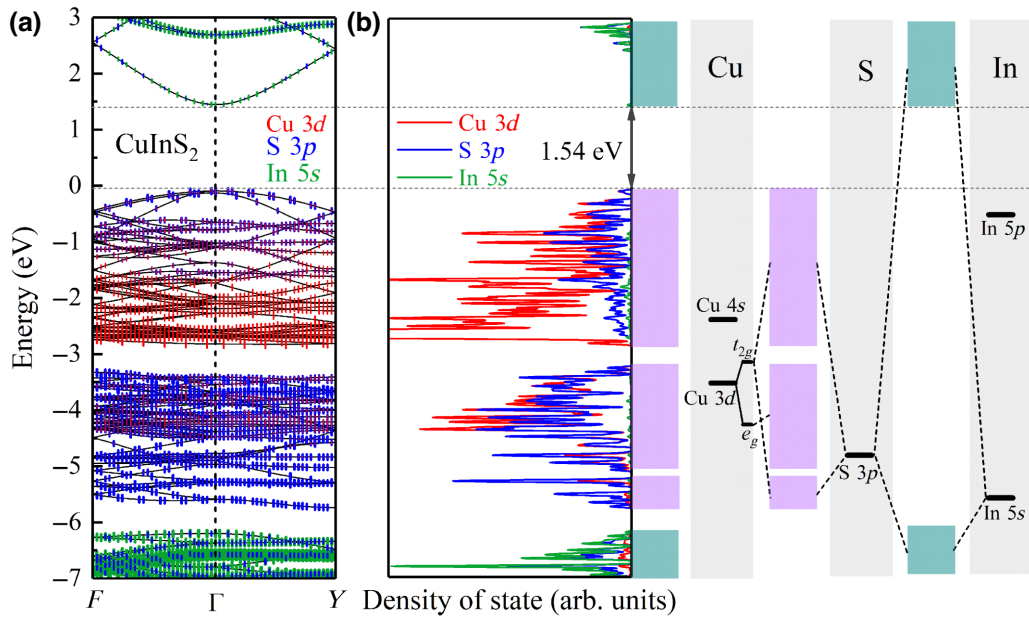 (a)
(b)
3
2
1
0
−1
−2
−3
−4
−5
−6
−7
Energy (eV)
CuInS2
Cu 3d
S 3p
In 5s
F
Γ
Y
Cu 3d
S 3p
In 5s
1.54 eV
Density of state (arb. units)
Cu
S
In
In 5p
Cu 4s
t2g
Cu 3d
eg
S 3p
In 5s